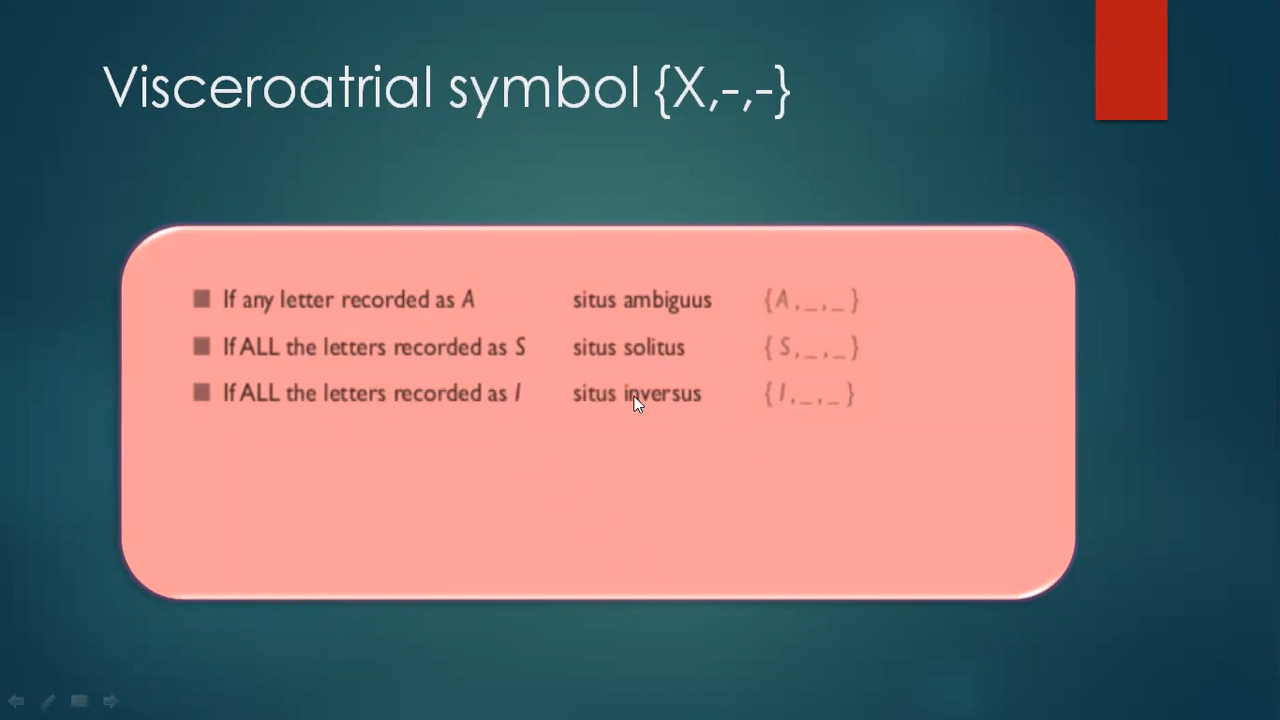 Visceroatrial symbol {X,-,-}
■ If any letter recorded as A situs ambiguus {A,_,_}
■ If ALL the letters recorded as S situs solitus {S,_,_}
■ If ALL the letters recorded as I situs inversus {I,_,_}